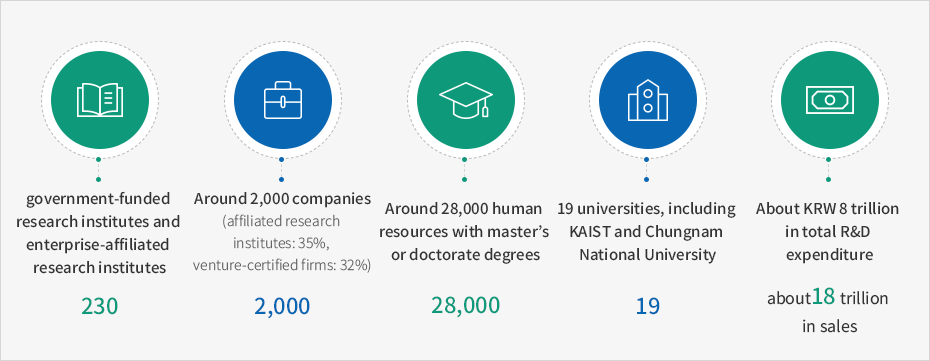 government-funded
research institutes and
enterprise-affiliated
research institutes
230
Around 2,000 companies
(affiliated research
institutes: 35%,
venture-certified firms: 32%)
2,000
Around 28,000 human
resources with master's
or doctorate degrees
28,000
19 universities, including
KAIST and Chungnam
National University
19
About KRW 8 trillion
in total R&D
expenditure
about18 trillion
in sales